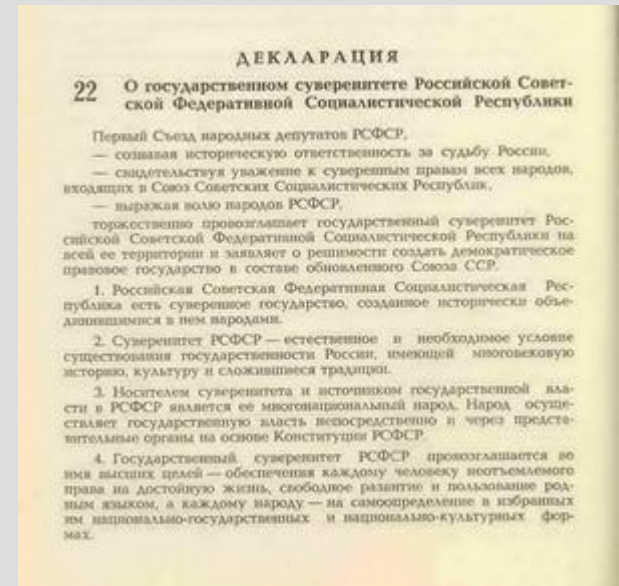 ДЕКЛАРАЦИЯ
22 О государственном суверенитете Российской Совет-
ской Федеративной Социалистической Республики
Первый Съезд народных депутатов РСФСР,
— сознавая историческую ответственность за судьбу России,
— свидетельствуя уважение к суверенным правам всех народов,
входящих в Союз Советских Социалистических Республик,
— выражая волю народов РСФСР,
торжественно провозглашает государственный суверенитет Рос-
сийской Советской Федеративной Социалистической Республики на
всей ее территории и заявляет о решимости создать демократическое
правовое государство в составе обновленного Союза ССР.
1. Российская Советская Федеративная Социалистическая Рес-
публика есть суверенное государство, созданное исторически объе-
динившимися в нем народами.
2. Суверенитет РСФСР — естественное и необходимое условие
существования государственности России, имеющей многовековую
историю, культуру и сложившиеся традиции.
3. Носителем суверенитета и источником государственной вла-
сти в РСФСР является ее многонациональный народ. Народ осуще-
ствляет государственную власть непосредственно и через предста-
вительные органы на основе Конституции РСФСР.
4. Государственный суверенитет РСФСР провозглашается во
имя высших целей — обеспечения каждому человеку неотъемлемого
права на достойную жизнь, свободное развитие и пользование род-
ным языком, а каждому народу — на самоопределение в избранных
им национально-государственных и национально-культурных фор-
мах.